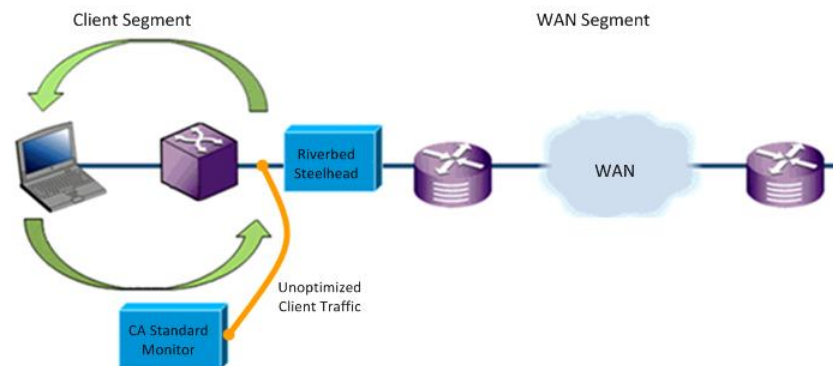 Client Segment
WAN Segment
Riverbed
Steelhead
WAN
Unoptimized
Client Traffic
CA Standard
Monitor